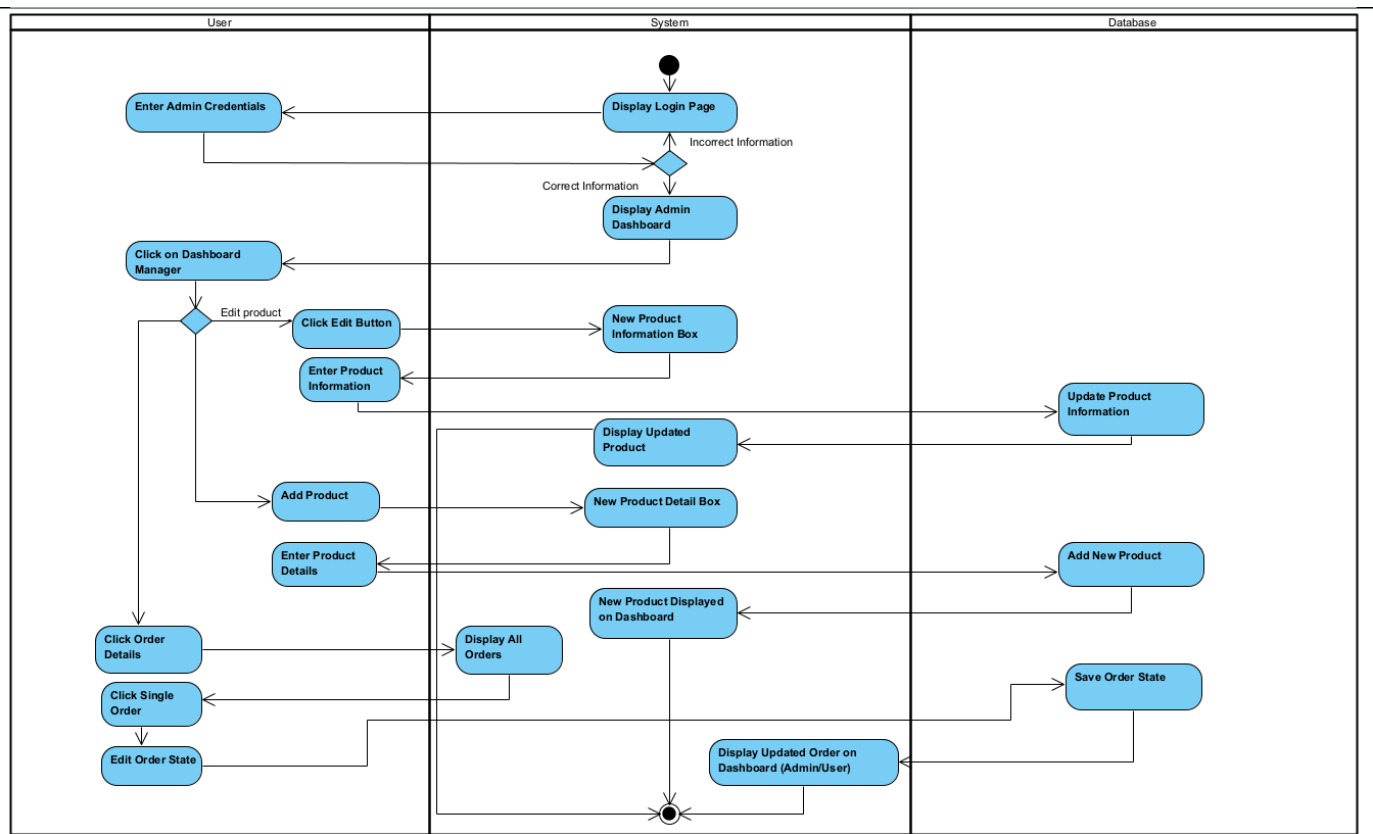 User
System
Database
Enter Admin Credentials
Display Login Page
Incorrect Information
Correct Information
Display Admin
Dashboard
Click on Dashboard
Manager
Edit product
Click Edit Button
New Product
Information Box
Enter Product
Information
Update Product
Information
Display Updated
Product
Add Product
New Product Detail Box
Enter Product
Details
Add New Product
New Product Displayed
on Dashboard
Click Order
Details
Display All
Orders
Save Order State
Click Single
Order
Edit Order State
Display Updated Order on
Dashboard (Admin/User)